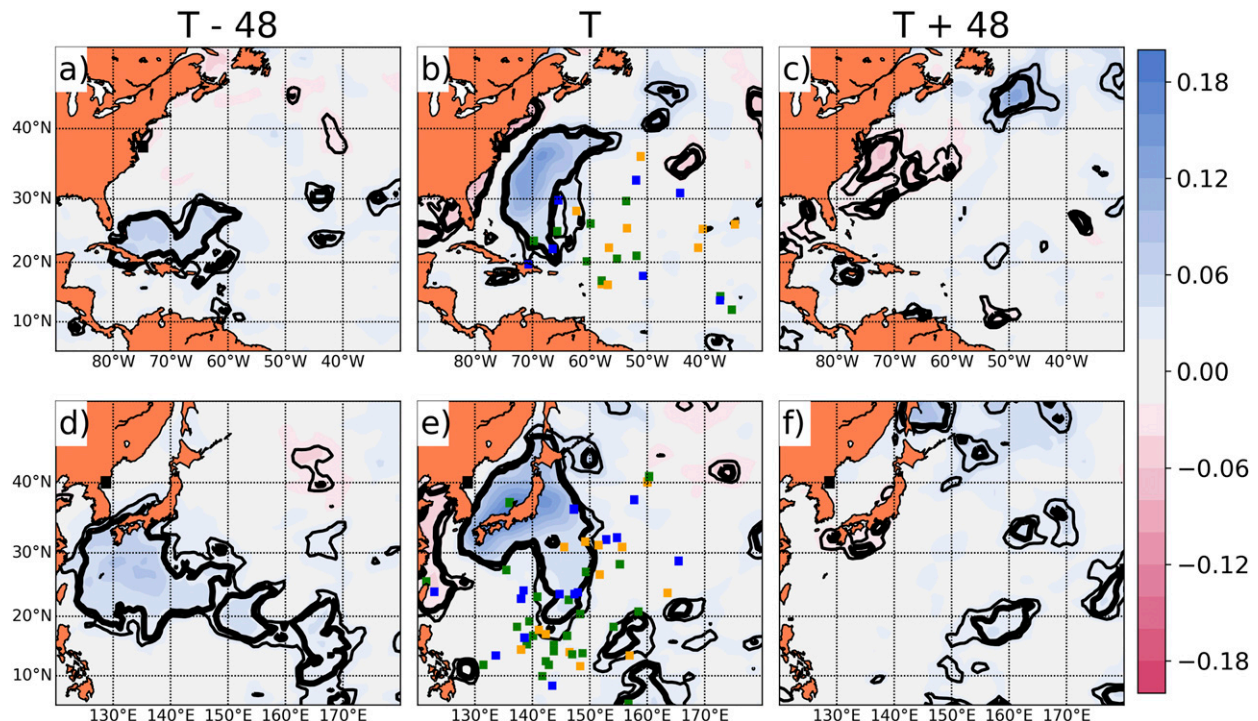 T - 48 T T + 48
a) b) c)
40°N
30°N
20°N
10°N
80°W 70°W 60°W 50°W 40°W 80°W 70°W 60°W 50°W 40°W 80°W 70°W 60°W 50°W 40°W
d) e) f)
40°N
30°N
20°N
10°N
130°E 140°E 150°E 160°E 170°E 130°E 140°E 150°E 160°E 170°E 130°E 140°E 150°E 160°E 170°E
0.18
0.12
0.06
0.00
−0.06
−0.12
−0.18